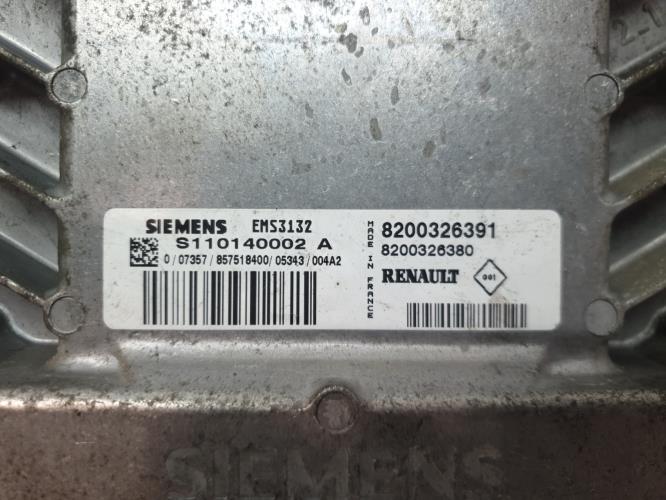 SIEMENS EMS3132
S110140002 A
0 / 07357 / 857518400 / 05343 / 004A2
MADE IN FRANCE
8200326391
8200326380
RENAULT
SIEMENS